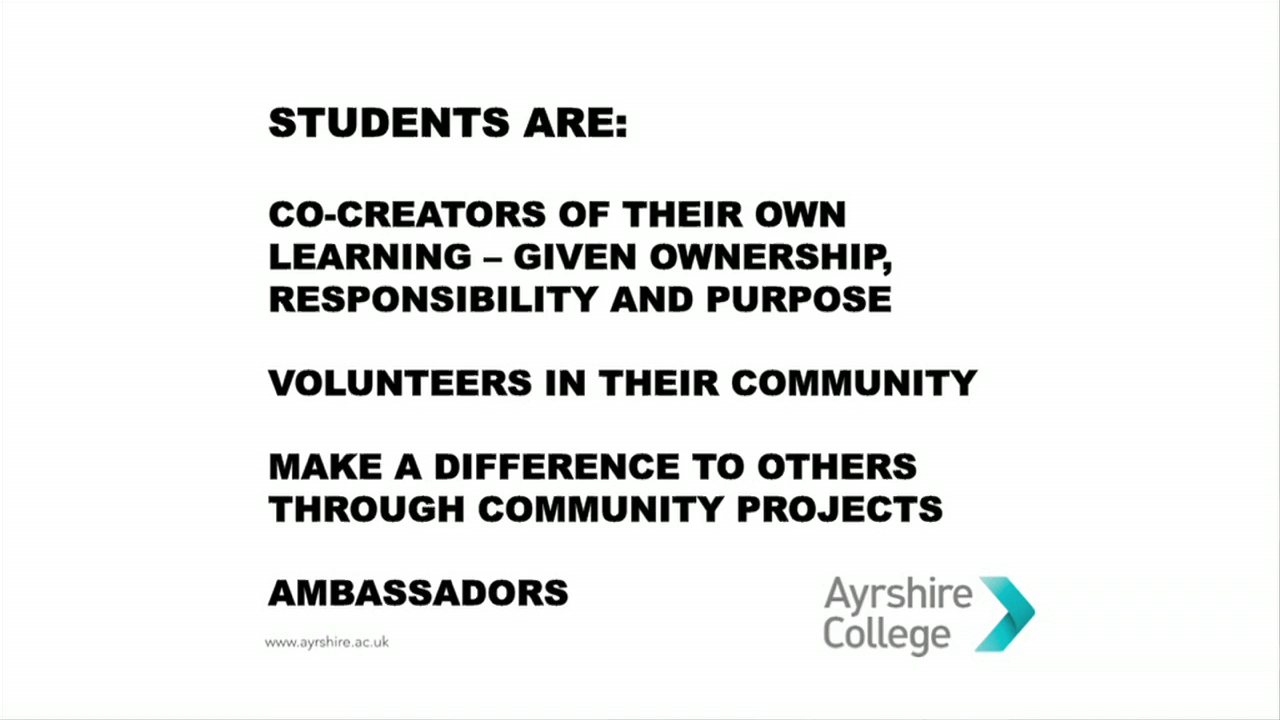 STUDENTS ARE:
CO-CREATORS OF THEIR OWN
LEARNING – GIVEN OWNERSHIP,
RESPONSIBILITY AND PURPOSE
VOLUNTEERS IN THEIR COMMUNITY
MAKE A DIFFERENCE TO OTHERS
THROUGH COMMUNITY PROJECTS
AMBASSADORS
www.ayrshire.ac.uk
Ayrshire
College